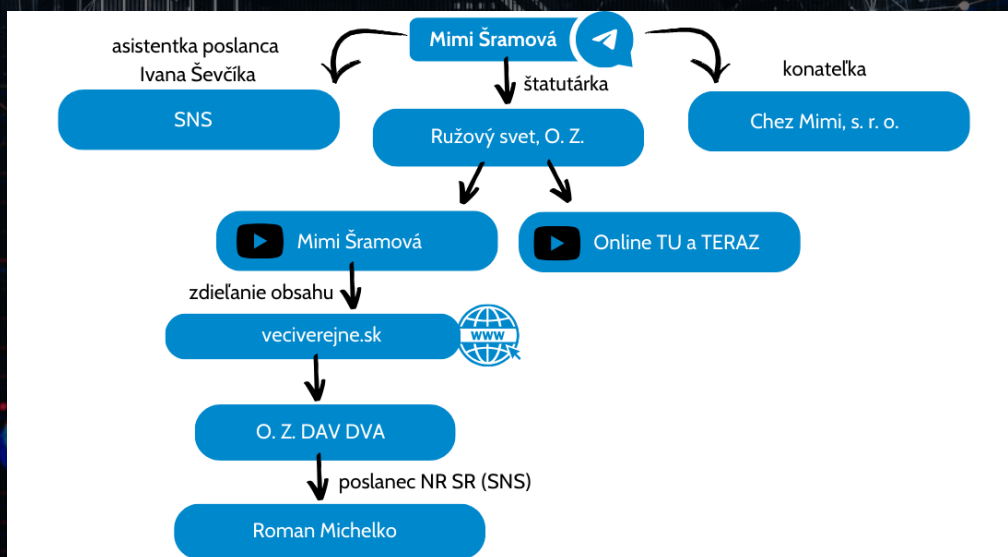 Mimi Šramová
asistentka poslanca
Ivana Ševčíka
SNS
štatutárka
Ružový svet, O. Z.
konateľka
Chez Mimi, s. r. o.
Mimi Šramová
Online TU a TERAZ
zdieľanie obsahu
veciverejne.sk
WWW
O. Z. DAV DVA
poslanec NR SR (SNS)
Roman Michelko